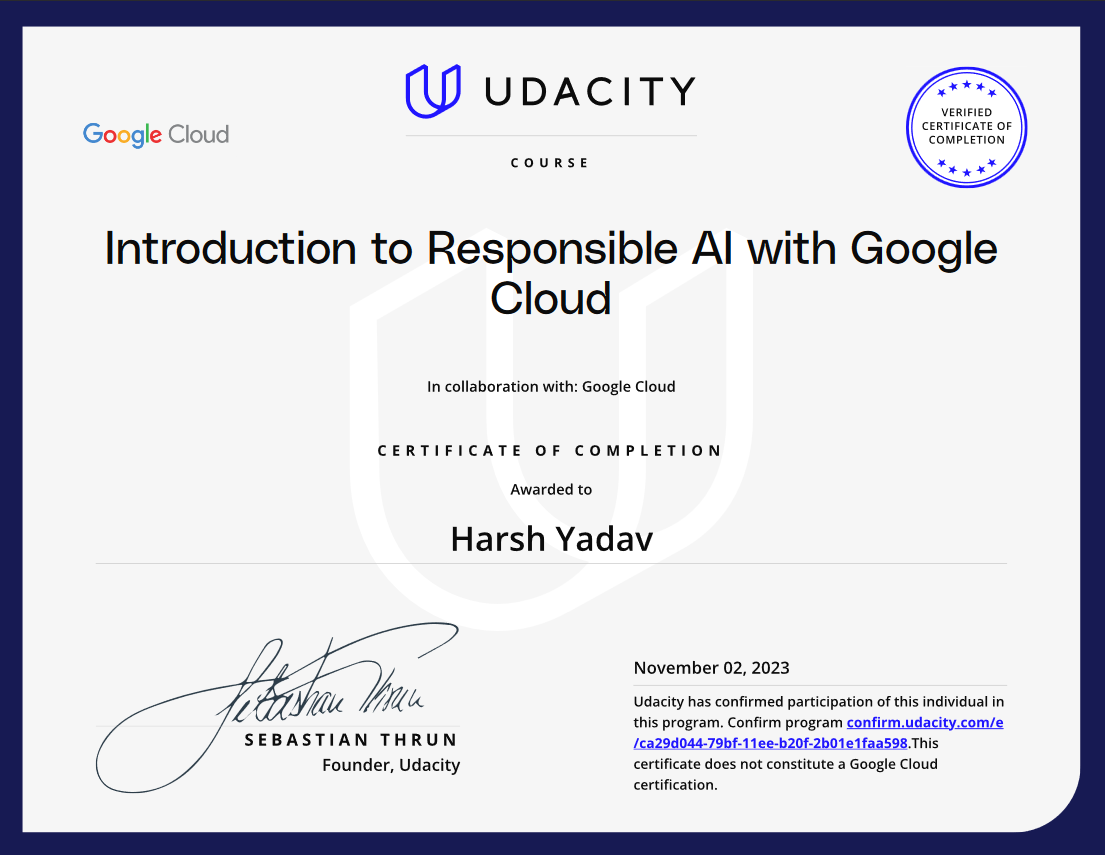 UDACITY
Google Cloud
VERIFIED
CERTIFICATE OF
COMPLETION
COURSE
Introduction to Responsible AI with Google
Cloud
In collaboration with: Google Cloud
CERTIFICATE OF COMPLETION
Awarded to
Harsh Yadav
Sebastian Thrun
SEBASTIAN THRUN
Founder, Udacity
November 02, 2023
Udacity has confirmed participation of this individual in
this program. Confirm program confirm.udacity.com/e
/ca29d044-79bf-11ee-b20f-2b01e1faa598.This
certificate does not constitute a Google Cloud
certification.